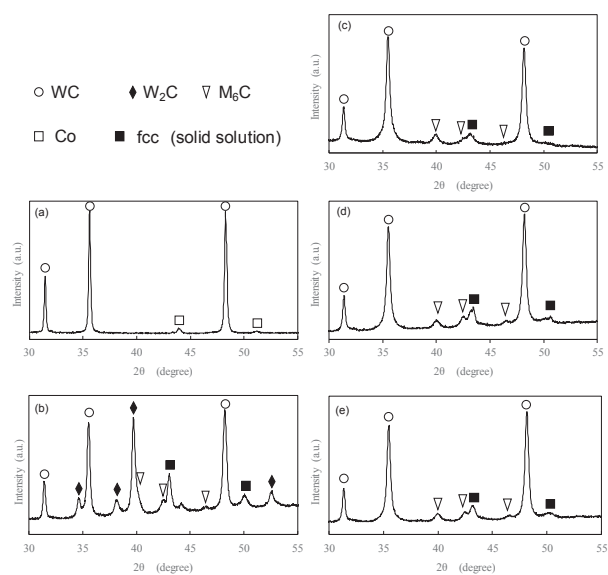 WC W₂C M₆C
Co fcc (solid solution)
(a)
Intensity (a.u.)
30 35 40 45 50 55
2θ (degree)
(b)
Intensity (a.u.)
30 35 40 45 50 55
2θ (degree)
(c)
Intensity (a.u.)
30 35 40 45 50 55
2θ (degree)
(d)
Intensity (a.u.)
30 35 40 45 50 55
2θ (degree)
(e)
Intensity (a.u.)
30 35 40 45 50 55
2θ (degree)